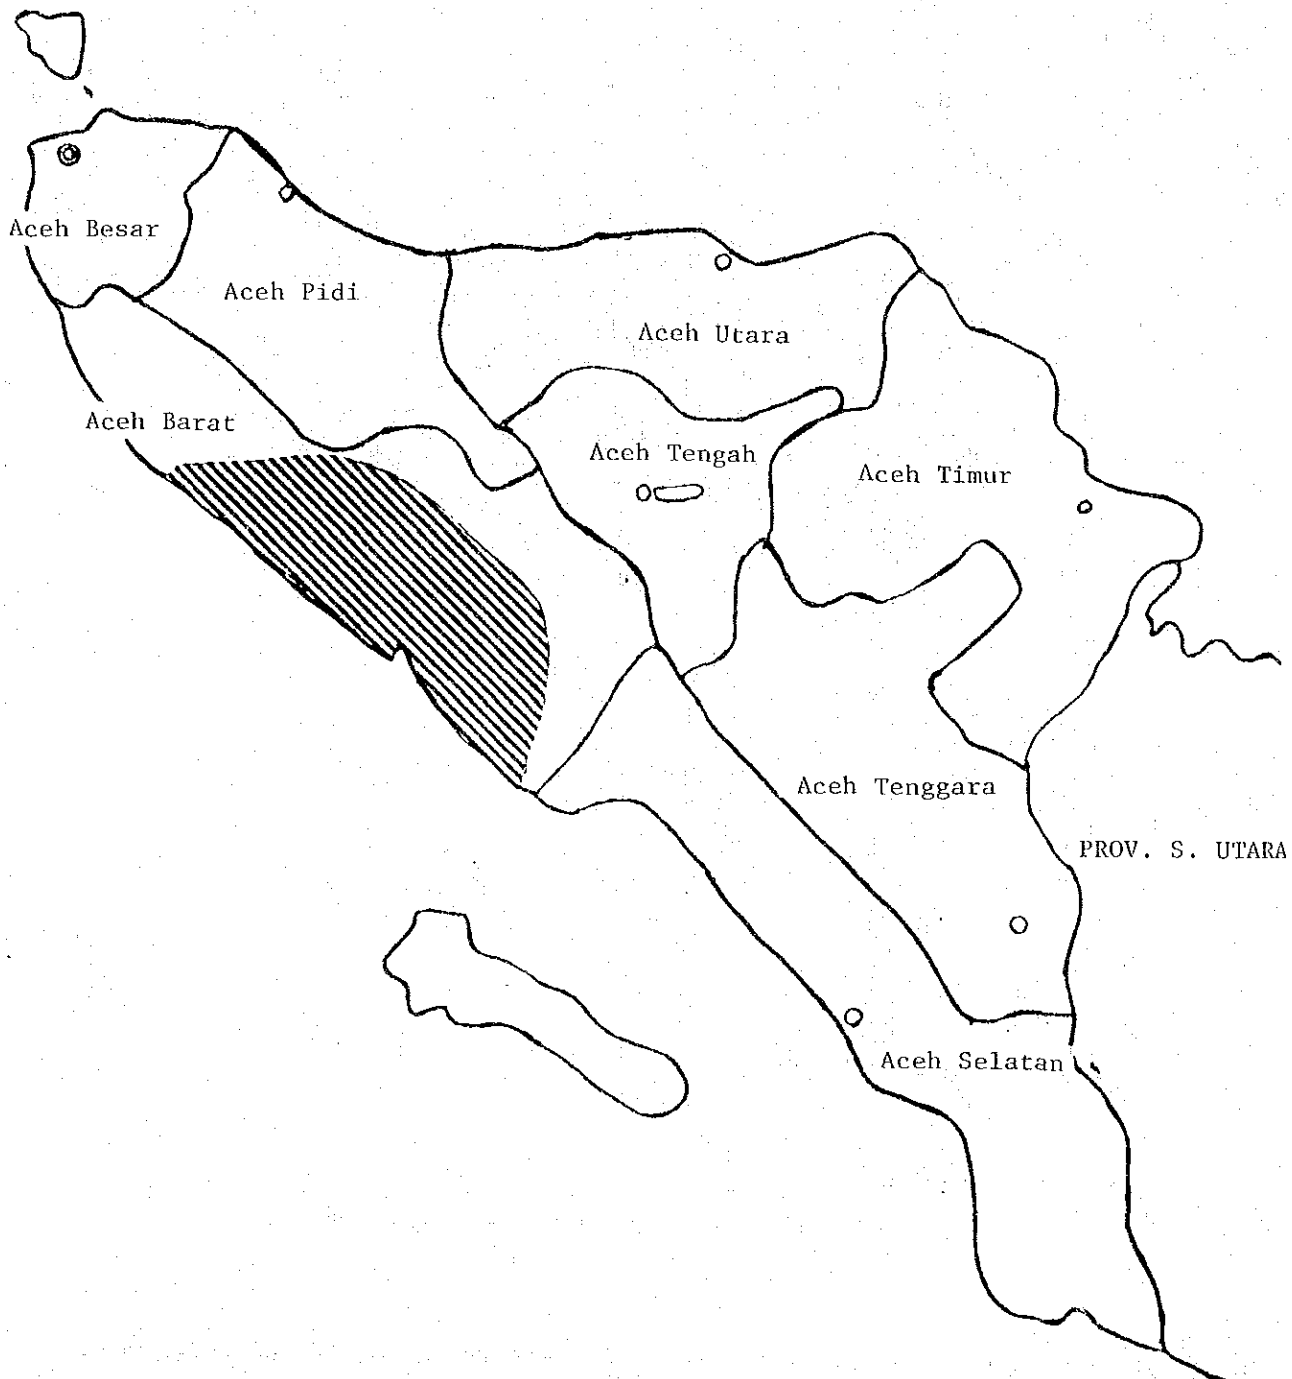 Aceh Besar
Aceh Pidi
Aceh Utara
Aceh Barat
Aceh Tengah
Aceh Timur
Aceh Tenggara
PROV. S. UTARA
Aceh Selatan